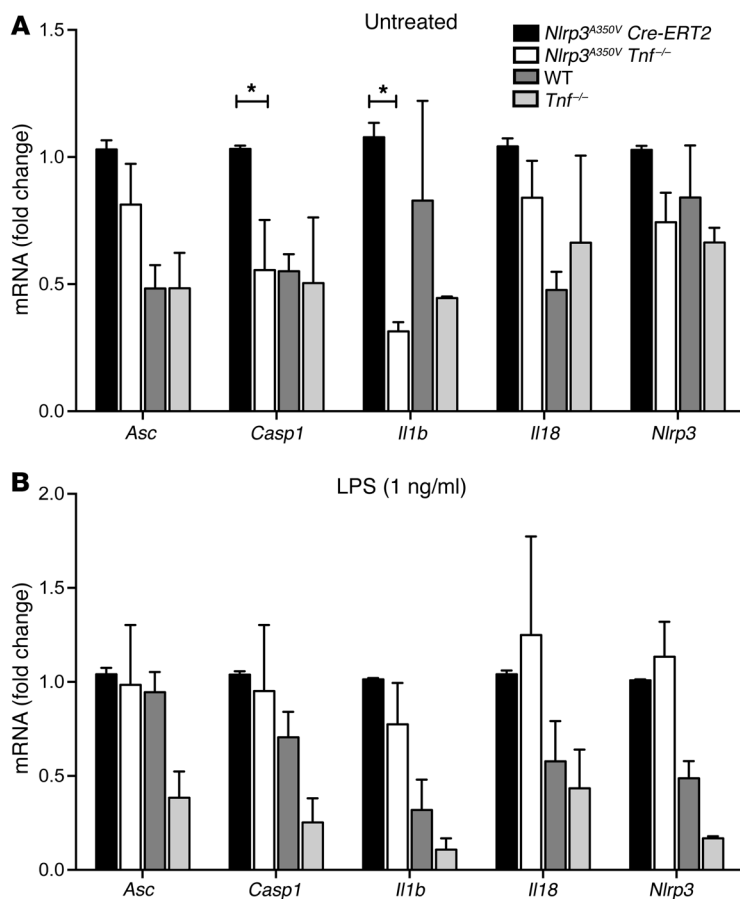 A
Untreated
Nlrp3ᴬ³⁵⁰ⱽ Cre-ERT2
Nlrp3ᴬ³⁵⁰ⱽ Tnf⁻/⁻
WT
Tnf⁻/⁻
mRNA (fold change)
1.5
1.0
0.5
0.0
*
*
Asc Casp1 Il1b Il18 Nlrp3
B
LPS (1 ng/ml)
mRNA (fold change)
2.0
1.5
1.0
0.5
0.0
Asc Casp1 Il1b Il18 Nlrp3